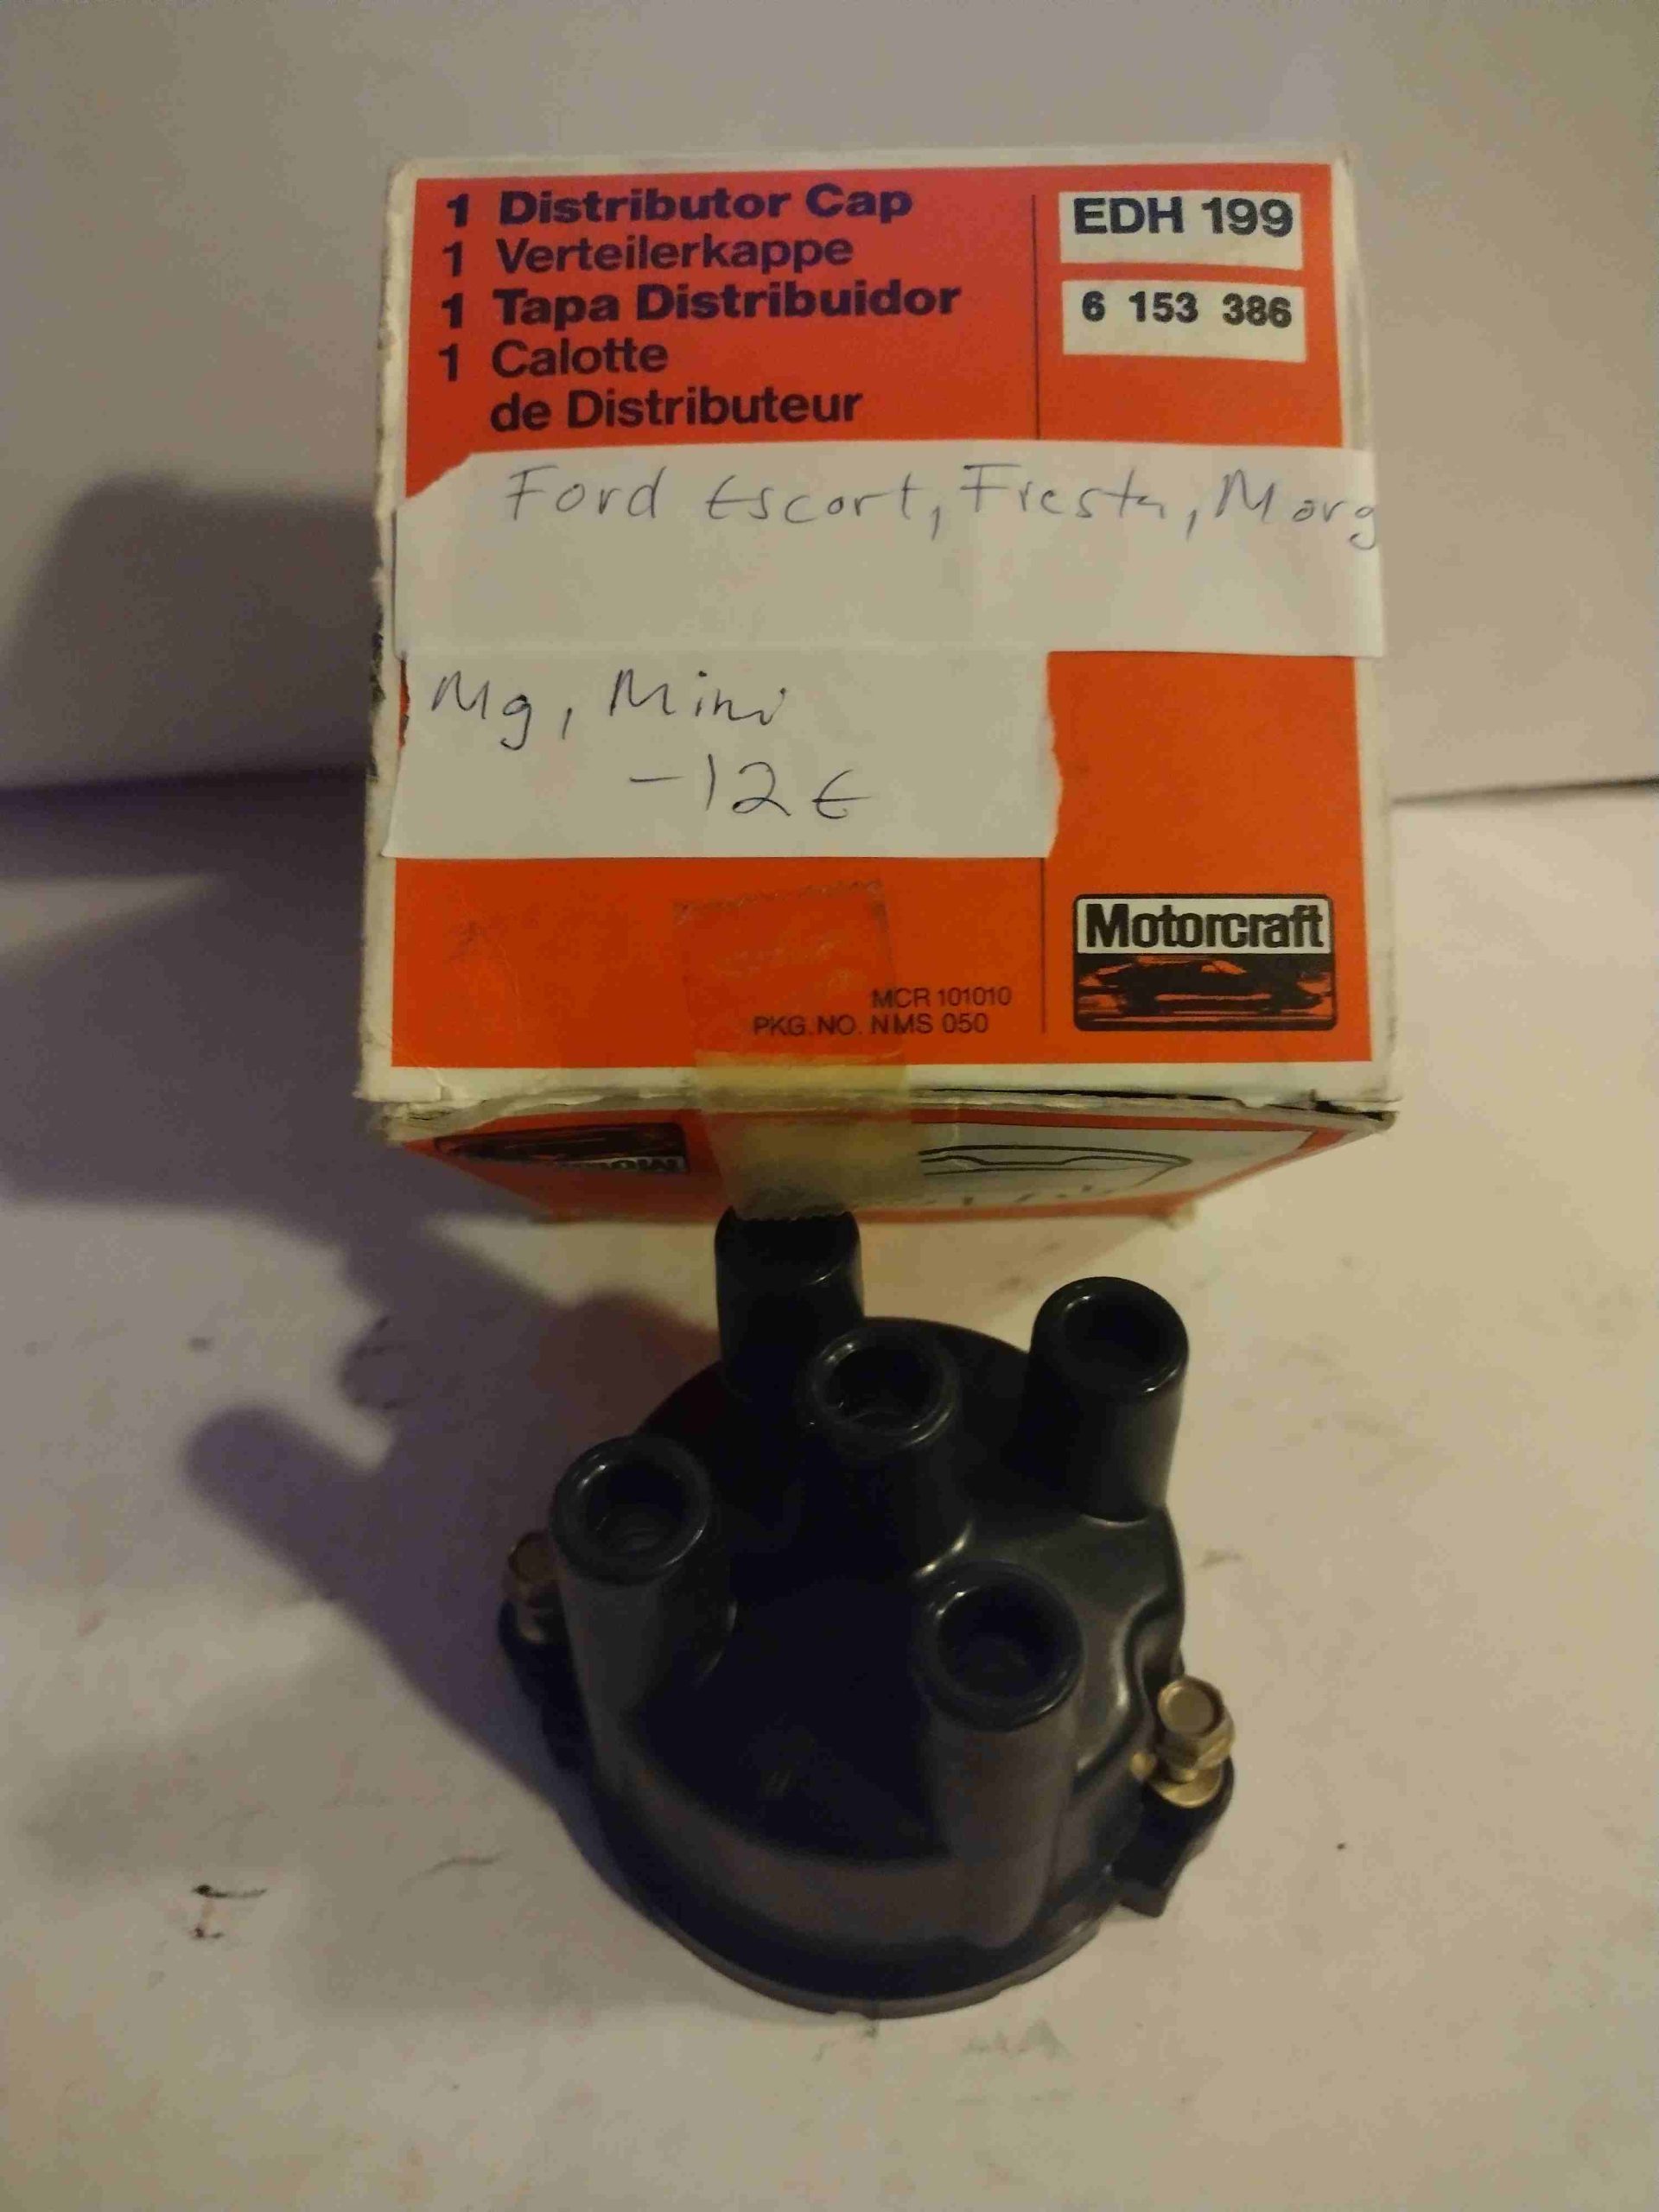 1 Distributor Cap
1 Verteilerkappe
1 Tapa Distribuidor
1 Calotte
de Distributeur
EDH 199
6 153 386
Ford Escort, Fiesta, Morg
Mg, Mini
-12€
Motorcraft
MCR 101010
PKG. NO. NMS 050